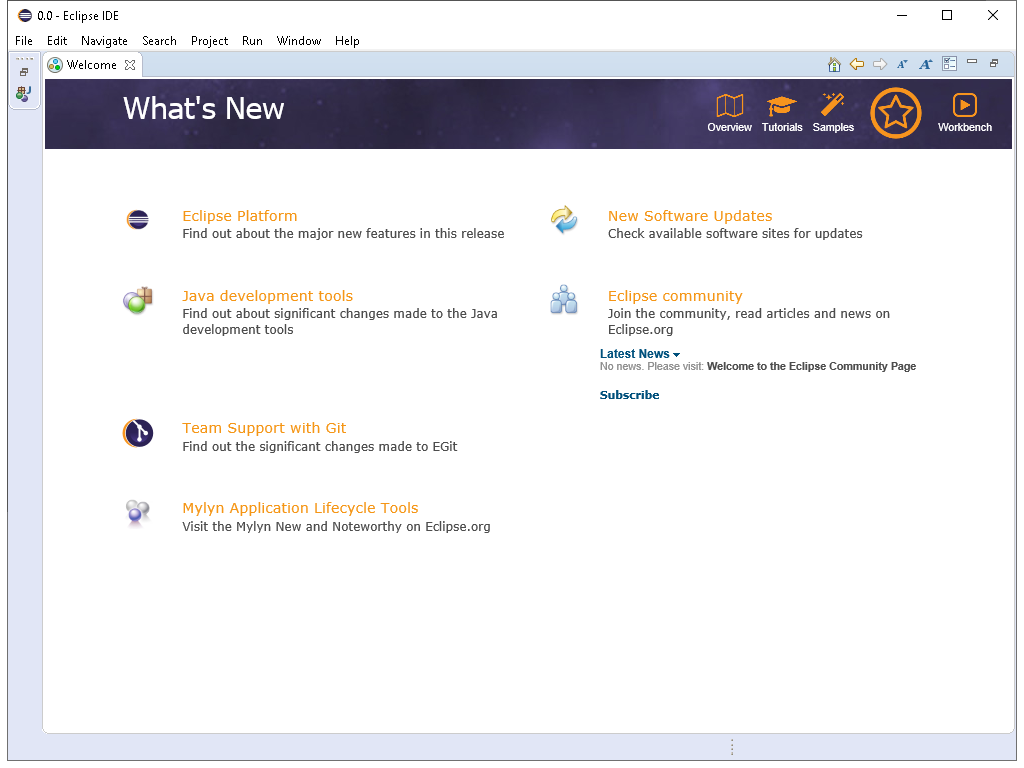 0.0 - Eclipse IDE
File Edit Navigate Search Project Run Window Help
Welcome
What's New
Overview Tutorials Samples Workbench
Eclipse Platform
Find out about the major new features in this release
New Software Updates
Check available software sites for updates
Java development tools
Find out about significant changes made to the Java
development tools
Eclipse community
Join the community, read articles and news on
Eclipse.org
Latest News
No news. Please visit: Welcome to the Eclipse Community Page
Subscribe
Team Support with Git
Find out the significant changes made to EGit
Mylyn Application Lifecycle Tools
Visit the Mylyn New and Noteworthy on Eclipse.org